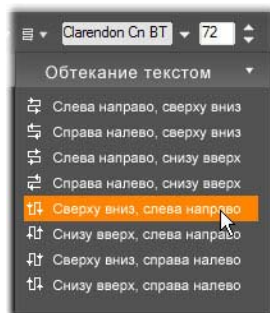 Clarendon Cn BT 72
Обтекание текстом
Слева направо, сверху вниз
Справа налево, сверху вниз
Слева направо, снизу вверх
Справа налево, снизу вверх
Сверху вниз, слева направо
Снизу вверх, слева направо
Сверху вниз, справа налево
Снизу вверх, справа налево